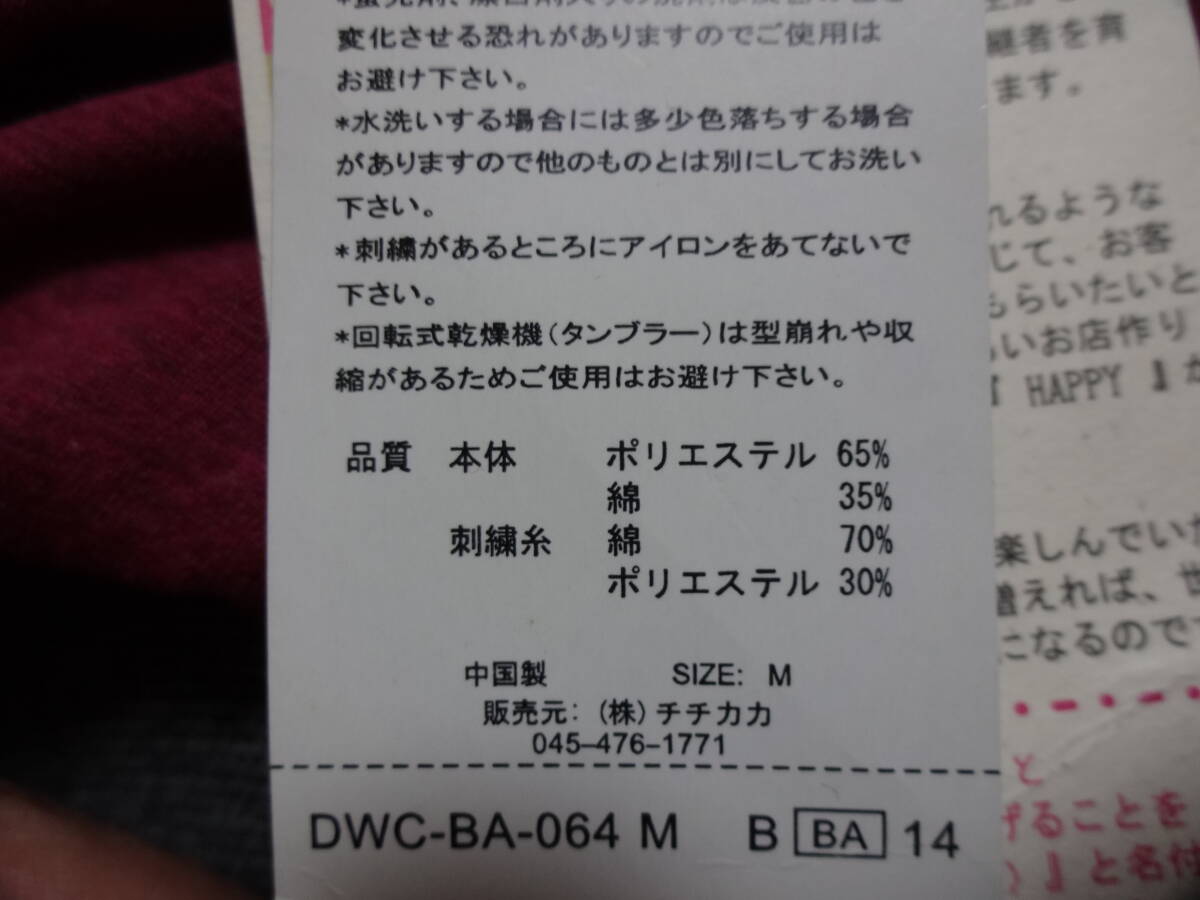 変化させる恐れがありますのでご使用は
お避け下さい。
*水洗いする場合には多少色落ちする場合
がありますので他のものとは別にしてお洗い
下さい。
*刺繍があるところにアイロンをあてないで
下さい。
*回転式乾燥機(タンブラー)は型崩れや収
縮があるためご使用はお避け下さい。
品質 本体 ポリエステル 65%
綿 35%
刺繍糸 綿 70%
ポリエステル 30%
中国製 SIZE: M
販売元: (株)チチカカ
045-476-1771
DWC-BA-064 M B BA 14
継者を育
ます。
れるような
じて、お客
もらいたいと
いお店作り
『 HAPPY 』が
楽しんでいた
増えれば、世
になるのです
と
げることを
』と名付